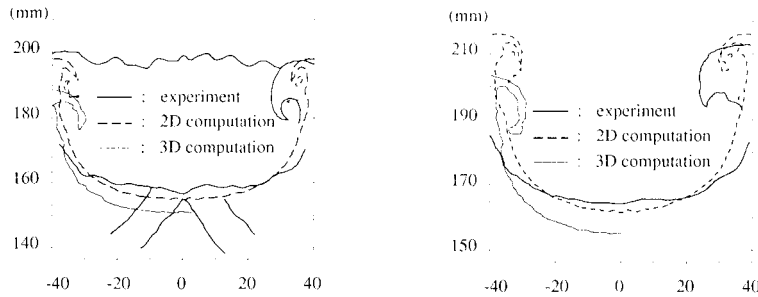 (mm)
200
180
160
140
-40 -20 0 20 40
: experiment
: 2D computation
: 3D computation
(mm)
210
190
170
150
-40 -20 0 20 40
: experiment
: 2D computation
: 3D computation